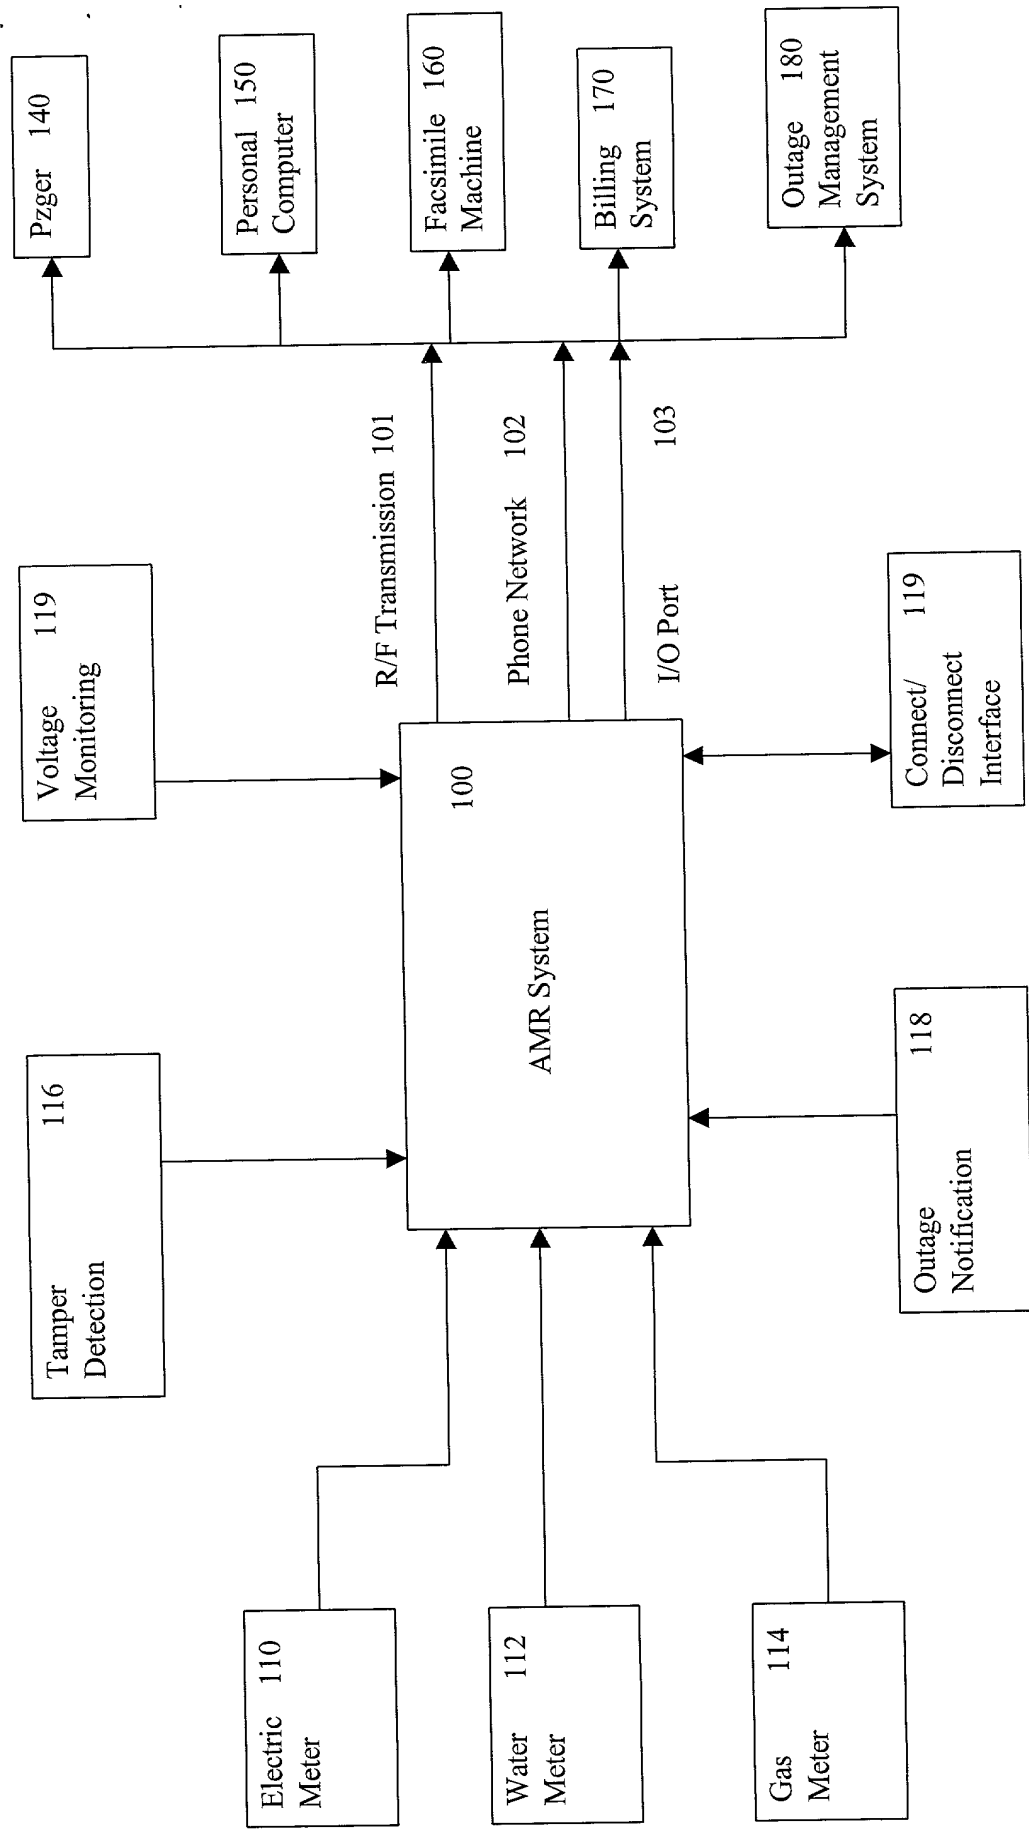 Electric 110
Meter
Water 112
Meter
Gas 114
Meter
Tamper 116
Detection
Voltage 119
Monitoring
AMR System 100
Outage 118
Notification
Connect/ 119
Disconnect
Interface
R/F Transmission 101
Phone Network 102
I/O Port 103
Pzger 140
Personal 150
Computer
Facsimile 160
Machine
Billing 170
System
Outage 180
Management
System